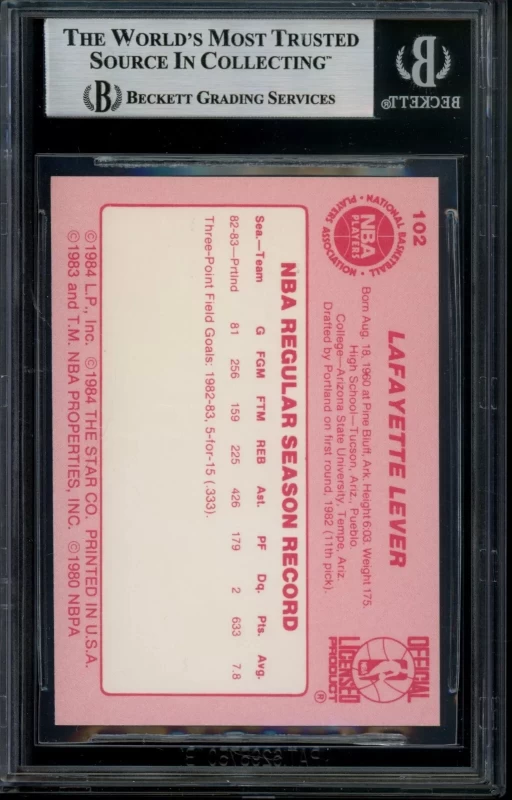 THE WORLD'S MOST TRUSTED
SOURCE IN COLLECTING™
BECKETT GRADING SERVICES
BECKETT®
102
NATIONAL BASKETBALL
NBA
PLAYERS
PLAYERS ASSOCIATION
LAFAYETTE LEVER
Born Aug. 18, 1960 at Pine Bluff, Ark. Height 6:03. Weight 175.
High School—Tucson, Ariz., Pueblo.
College—Arizona State University, Tempe, Ariz.
Drafted by Portland on first round, 1982 (11th pick).
OFFICIAL
LICENSED
PRODUCT
®
NBA REGULAR SEASON RECORD
Sea.—Team G FGM FTM REB Ast. PF Dq. Pts. Avg.
82-83—Prtlnd 81 256 159 225 426 179 2 633 7.8
Three-Point Field Goals: 1982-83, 5-for-15 (.333).
©1984 L.P., Inc. ©1984 THE STAR CO. PRINTED IN U.S.A.
©1983 and T.M. NBA PROPERTIES, INC. ©1980 NBPA